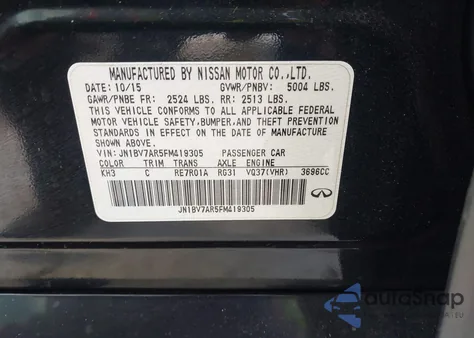 MANUFACTURED BY NISSAN MOTOR CO.,LTD.
DATE: 10/15 GVWR/PNBV: 5004 LBS.
GAWR/PNBE FR: 2524 LBS. RR: 2513 LBS.
THIS VEHICLE CONFORMS TO ALL APPLICABLE FEDERAL
MOTOR VEHICLE SAFETY,BUMPER,AND THEFT PREVENTION
STANDARDS IN EFFECT ON THE DATE OF MANUFACTURE
SHOWN ABOVE.
VIN: JN1BV7AR5FM419305 PASSENGER CAR
COLOR TRIM TRANS AXLE ENGINE
KH3 C RE7R01A RG31 VQ37(VHR) 3696CC
JN1BV7AR5FM419305
autoSnap